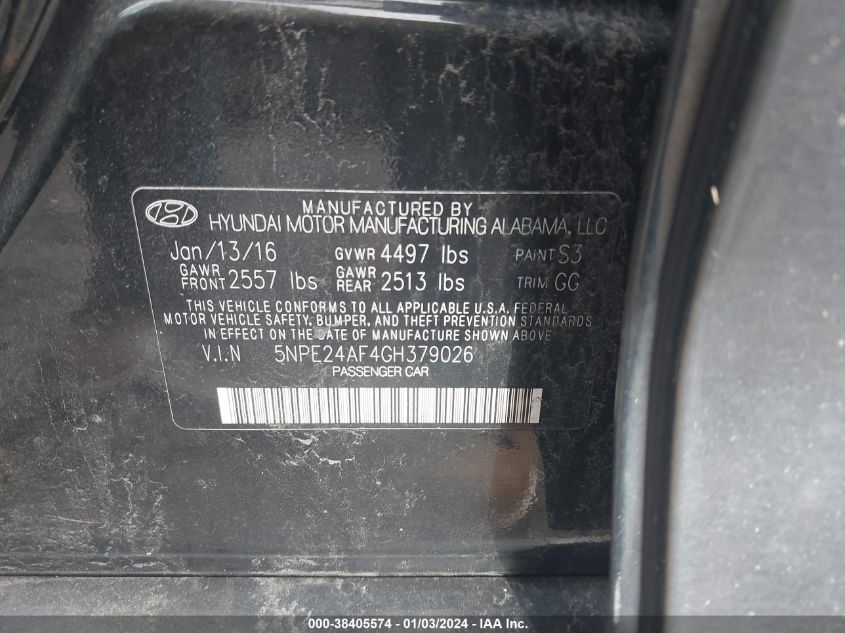 MANUFACTURED BY
HYUNDAI MOTOR MANUFACTURING ALABAMA, LLC
Jan/13/16 GVWR 4497 lbs PAINT S3
GAWR FRONT 2557 lbs GAWR REAR 2513 lbs TRIM GG
THIS VEHICLE CONFORMS TO ALL APPLICABLE U.S.A. FEDERAL
MOTOR VEHICLE SAFETY, BUMPER, AND THEFT PREVENTION STANDARDS
IN EFFECT ON THE DATE OF MANUFACTURE SHOWN ABOVE
V.I.N 5NPE24AF4GH379026
PASSENGER CAR
000-38405574 - 01/03/2024 - © IAA Inc.